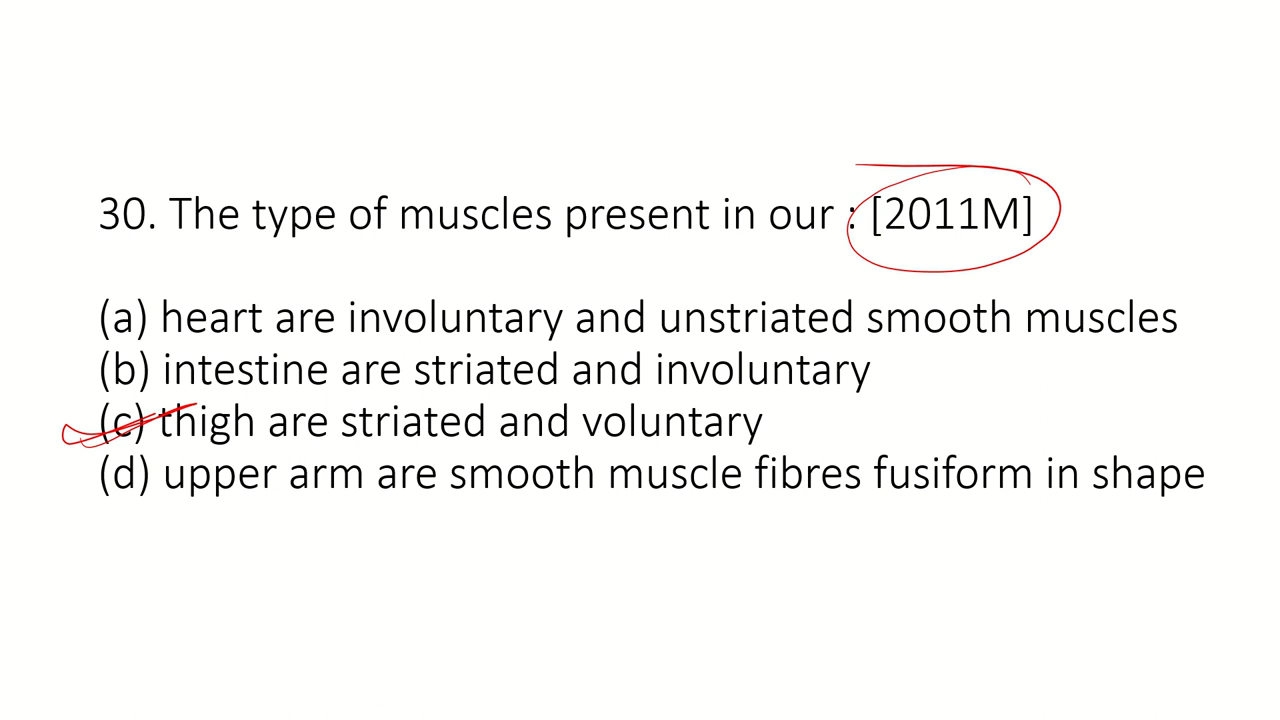 30. The type of muscles present in our : [2011M]
(a) heart are involuntary and unstriated smooth muscles
(b) intestine are striated and involuntary
(c) thigh are striated and voluntary
(d) upper arm are smooth muscle fibres fusiform in shape